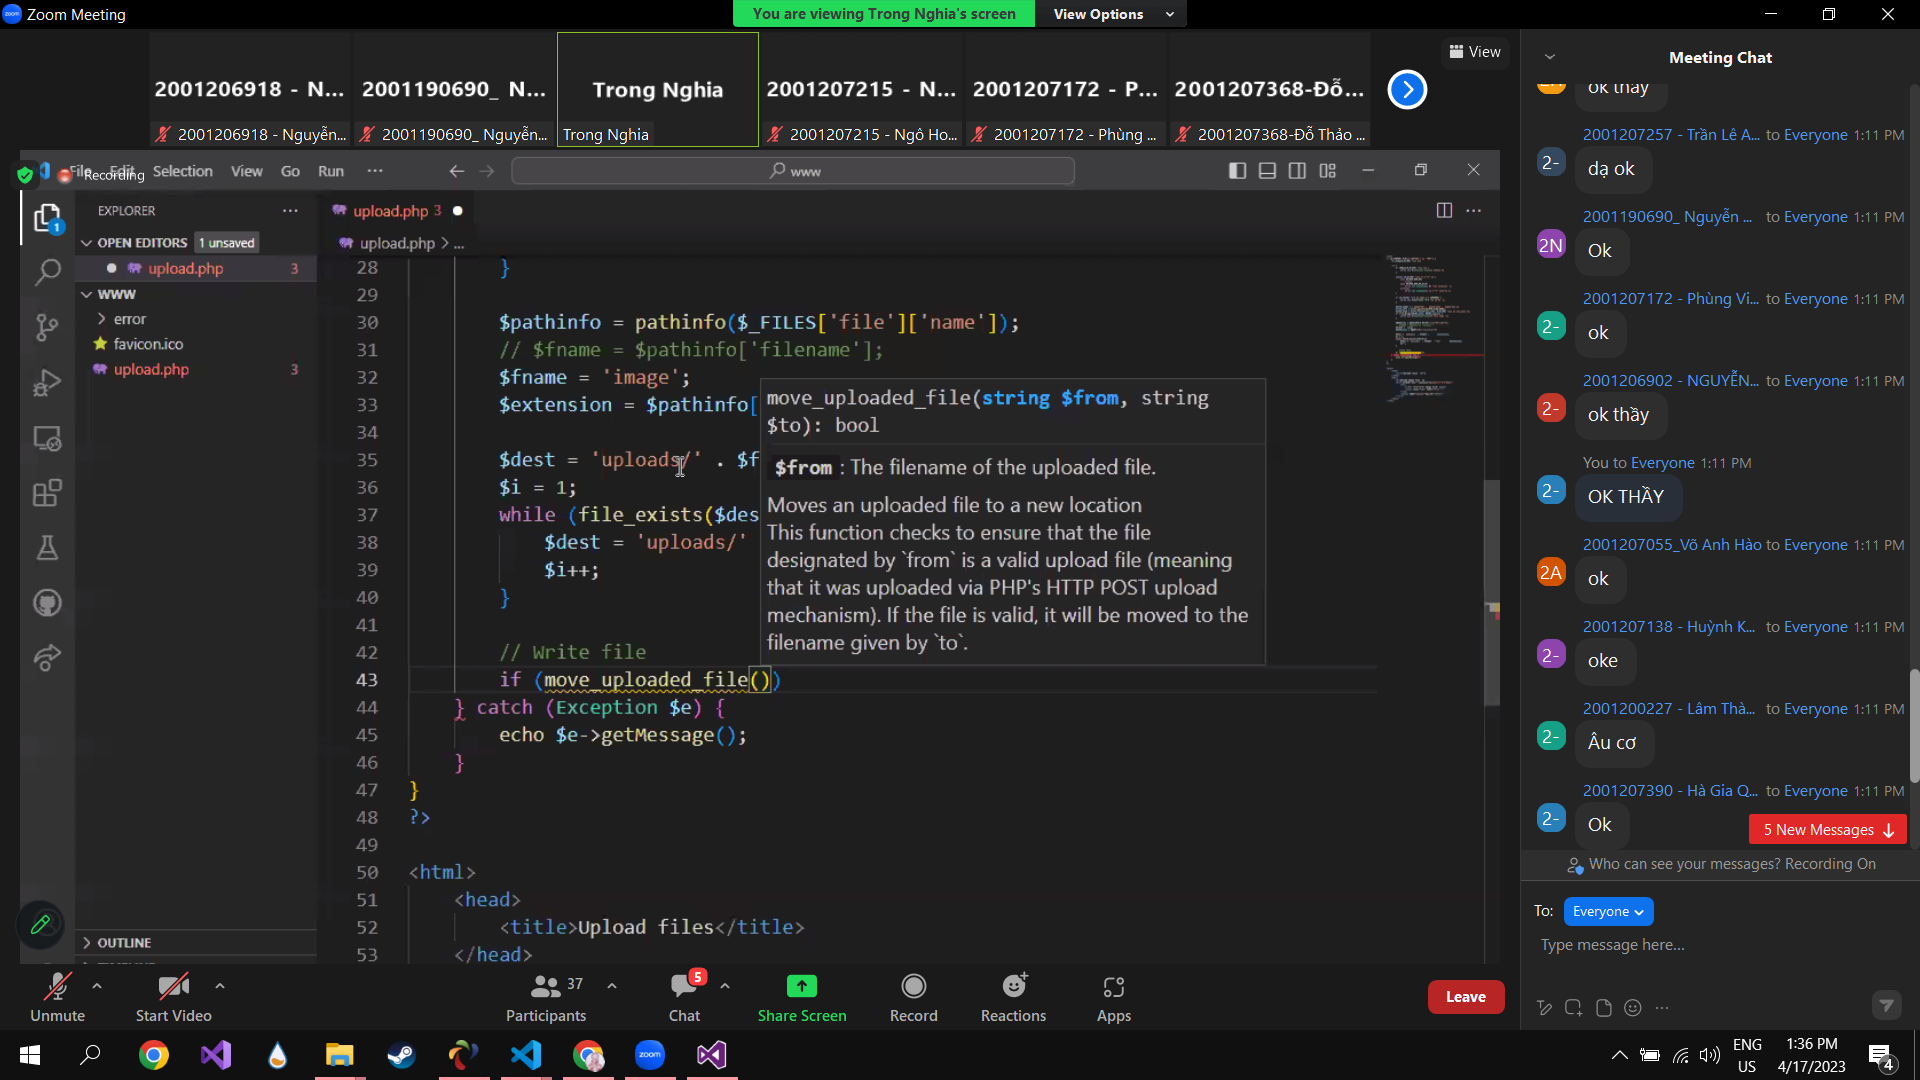 Zoom Meeting
You are viewing Trong Nghia's screen
View Options
2001206918 - N...
2001206918 - Nguyễn...
2001190690_ N...
2001190690_ Nguyễn...
Trong Nghia
Trong Nghia
2001207215 - N...
2001207215 - Ngô Ho...
2001207172 - P...
2001207172 - Phùng ...
2001207368-Đỗ...
2001207368-Đỗ Thảo ...
View
Recording
File Edit Selection View Go Run ...
www
EXPLORER
OPEN EDITORS 1 unsaved
upload.php 3
WWW
error
favicon.ico
upload.php 3
OUTLINE
upload.php 3
upload.php > ...
28 }
29
30 $pathinfo = pathinfo($_FILES['file']['name']);
31 // $fname = $pathinfo['filename'];
32 $fname = 'image';
33 $extension = $pathinfo[
34
35 $dest = 'uploads/' . $f
36 $i = 1;
37 while (file_exists($des
38 $dest = 'uploads/'
39 $i++;
40 }
41
42 // Write file
43 if (move_uploaded_file())
44 } catch (Exception $e) {
45 echo $e->getMessage();
46 }
47 }
48 ?>
49
50 <html>
51 <head>
52 <title>Upload files</title>
53 </head>
move_uploaded_file(string $from, string
$to): bool
$from : The filename of the uploaded file.
Moves an uploaded file to a new location
This function checks to ensure that the file
designated by `from` is a valid upload file (meaning
that it was uploaded via PHP's HTTP POST upload
mechanism). If the file is valid, it will be moved to the
filename given by `to`.
Meeting Chat
ok thầy
2001207257 - Trần Lê A... to Everyone 1:11 PM
2-
dạ ok
2001190690_ Nguyễn ... to Everyone 1:11 PM
2N
Ok
2001207172 - Phùng Vi... to Everyone 1:11 PM
2-
ok
2001206902 - NGUYỄN... to Everyone 1:11 PM
2-
ok thầy
You to Everyone 1:11 PM
2-
OK THẦY
2001207055_Võ Anh Hào to Everyone 1:11 PM
2A
ok
2001207138 - Huỳnh K... to Everyone 1:11 PM
2-
oke
2001200227 - Lâm Thà... to Everyone 1:11 PM
2-
Âu cơ
2001207390 - Hà Gia Q... to Everyone 1:11 PM
2-
Ok
5 New Messages
Who can see your messages? Recording On
To: Everyone
Type message here...
Unmute
Start Video
37
Participants
5
Chat
Share Screen
Record
Reactions
Apps
Leave
zoom
ENG
US
1:36 PM
4/17/2023
4